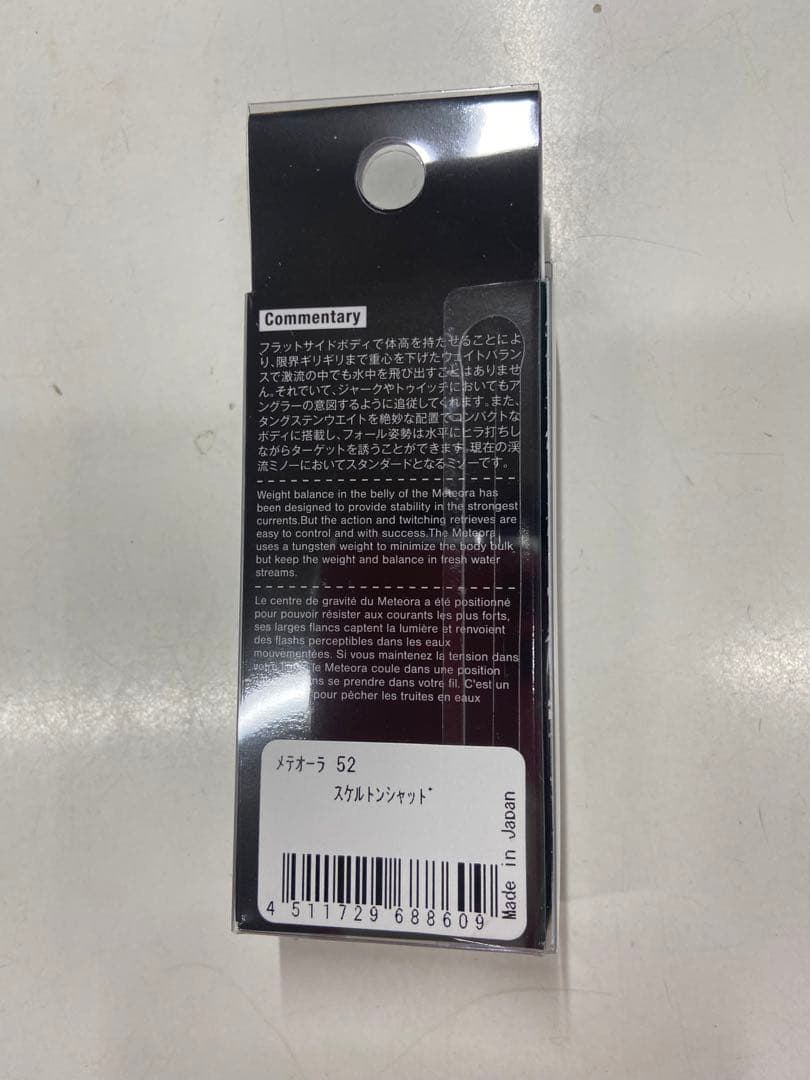 Commentary
フラットサイドボディで体高を持たせることによ
り、限界ギリギリまで重心を下げたウェイトバラン
スで激流の中でも水中を飛び出すことはありませ
ん。それでいて、ジャークやトゥイッチにおいてもア
ングラーの意図するように追従してくれます。また、
タングステンウエイトを絶妙な配置でコンパクトな
ボディに搭載し、フォール姿勢は水平にヒラ打ちし
ながらターゲットを誘うことができます。現在の渓
流ミノーにおいてスタンダードとなるミノーです。
Weight balance in the belly of the Meteora has
been designed to provide stability in the strongest
currents.But the action and twitching retrieves are
easy to control and with success.The Meteora
uses a tungsten weight to minimize the body bulk
but keep the weight and balance in fresh water
streams.
Le centre de gravité du Meteora a été positionné
pour pouvoir résister aux courants les plus forts,
ses larges flancs captent la lumière et renvoient
des flashs perceptibles dans les eaux
mouvementées. Si vous maintenez la tension dans
le Meteora coule dans une position
se prendre dans votre fil. C'est un
pour pêcher les truites en eaux
メテオーラ 52
スケルトンシャッド
4 511729 688609
Made in Japan